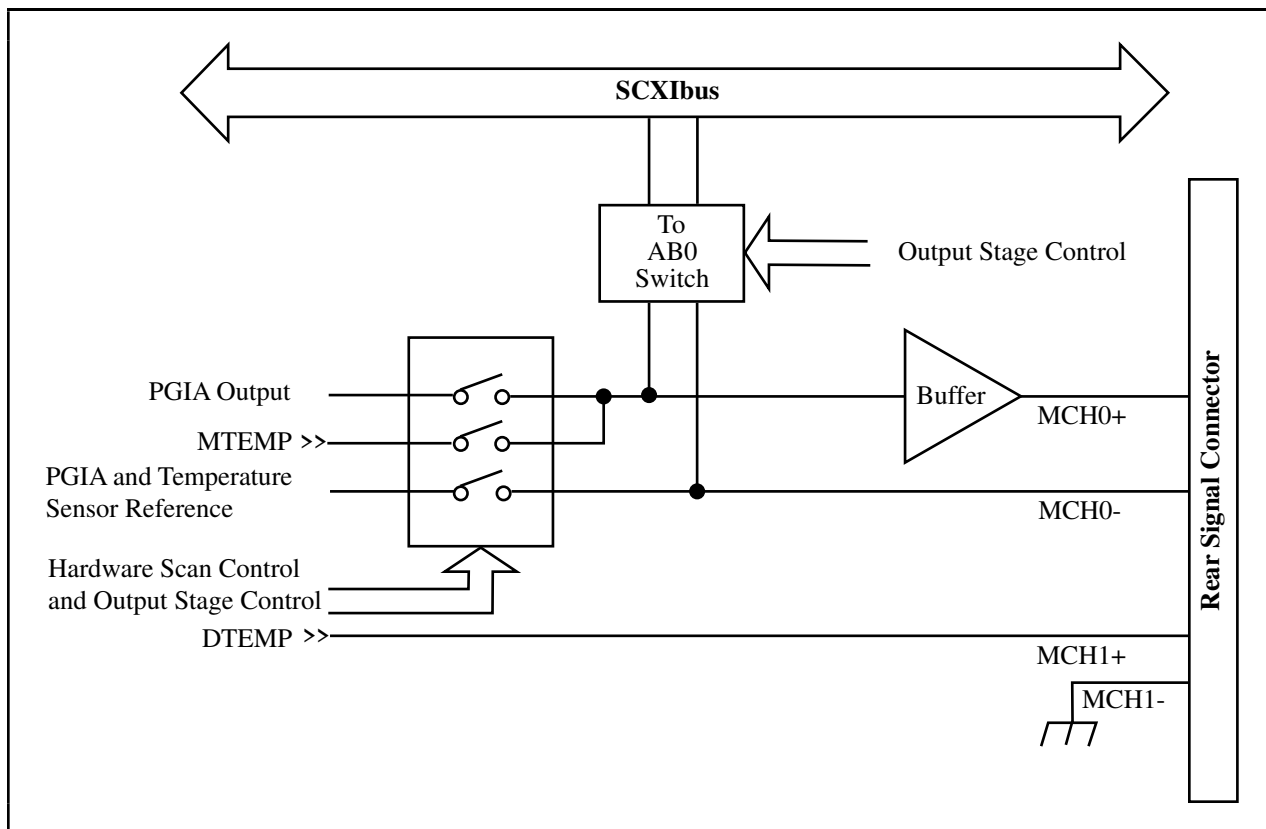 SCXIbus
To
AB0
Switch
Output Stage Control
PGIA Output
Buffer
MCH0+
MTEMP >>
PGIA and Temperature
Sensor Reference
MCH0-
Hardware Scan Control
and Output Stage Control
DTEMP >>
MCH1+
MCH1-
Rear Signal Connector